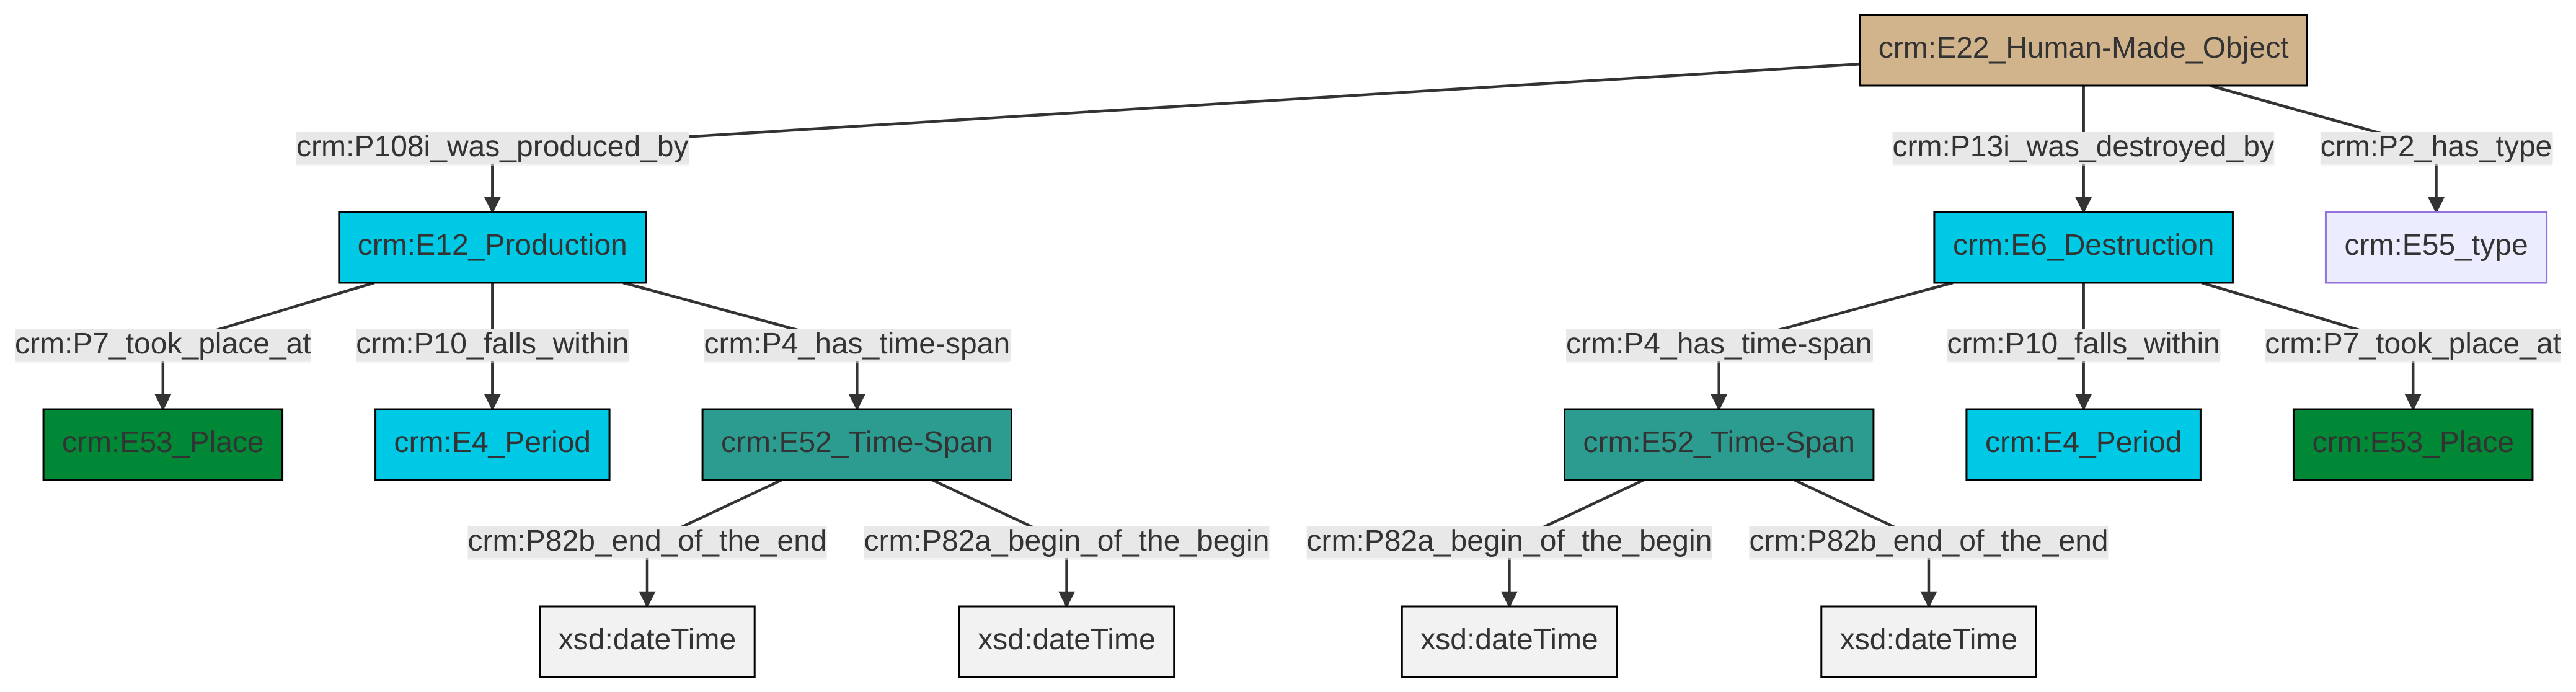 crm:E22_Human-Made_Object
crm:P108i_was_produced_by
crm:P13i_was_destroyed_by
crm:P2_has_type
crm:E12_Production
crm:E6_Destruction
crm:E55_type
crm:P7_took_place_at
crm:P10_falls_within
crm:P4_has_time-span
crm:P4_has_time-span
crm:P10_falls_within
crm:P7_took_place_at
crm:E53_Place
crm:E4_Period
crm:E52_Time-Span
crm:E52_Time-Span
crm:E4_Period
crm:E53_Place
crm:P82b_end_of_the_end
crm:P82a_begin_of_the_begin
crm:P82a_begin_of_the_begin
crm:P82b_end_of_the_end
xsd:dateTime
xsd:dateTime
xsd:dateTime
xsd:dateTime